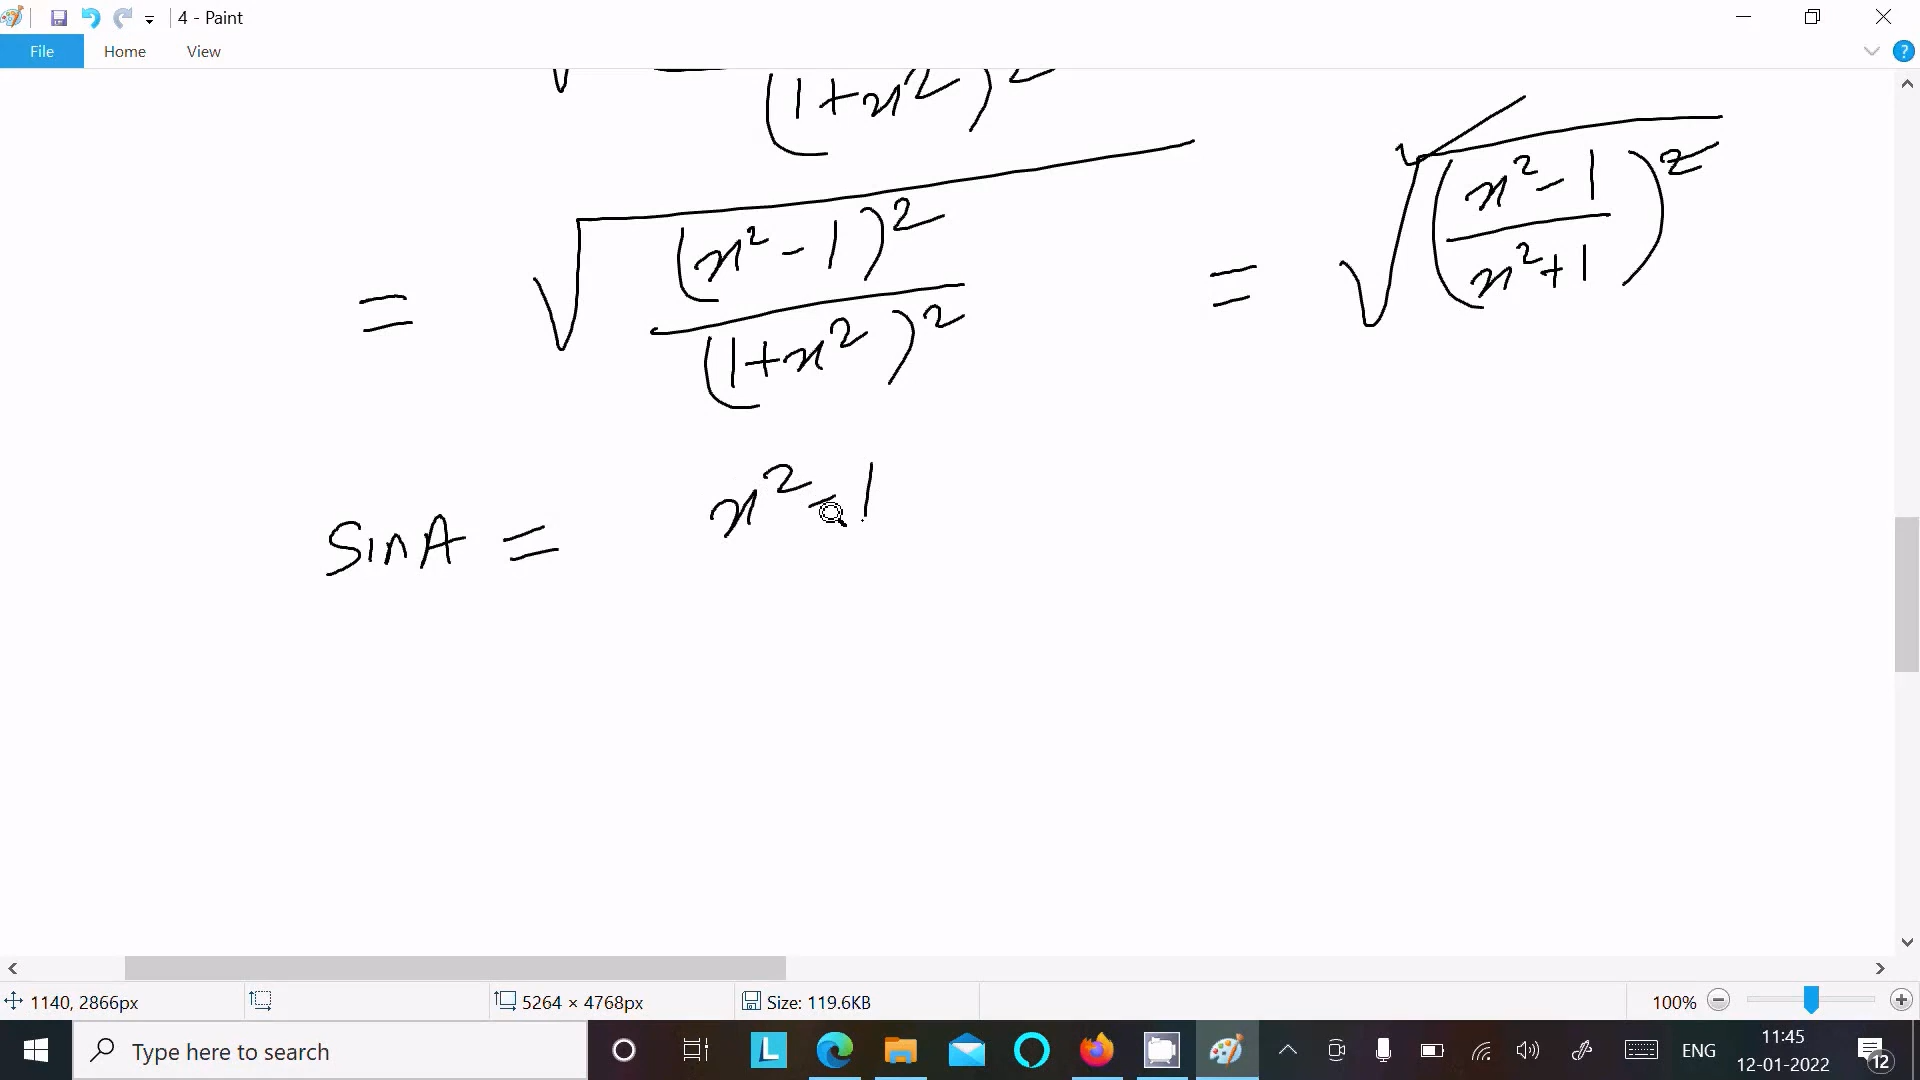 4 - Paint
File Home View
√ (1+x²)²
= √((x²-1)²/(1+x²)²) = √((x²-1)/(x²+1))²
SinA = x²-1
1140, 2866px 5264 × 4768px Size: 119.6KB 100%
Type here to search L ENG 11:45
12-01-2022 12